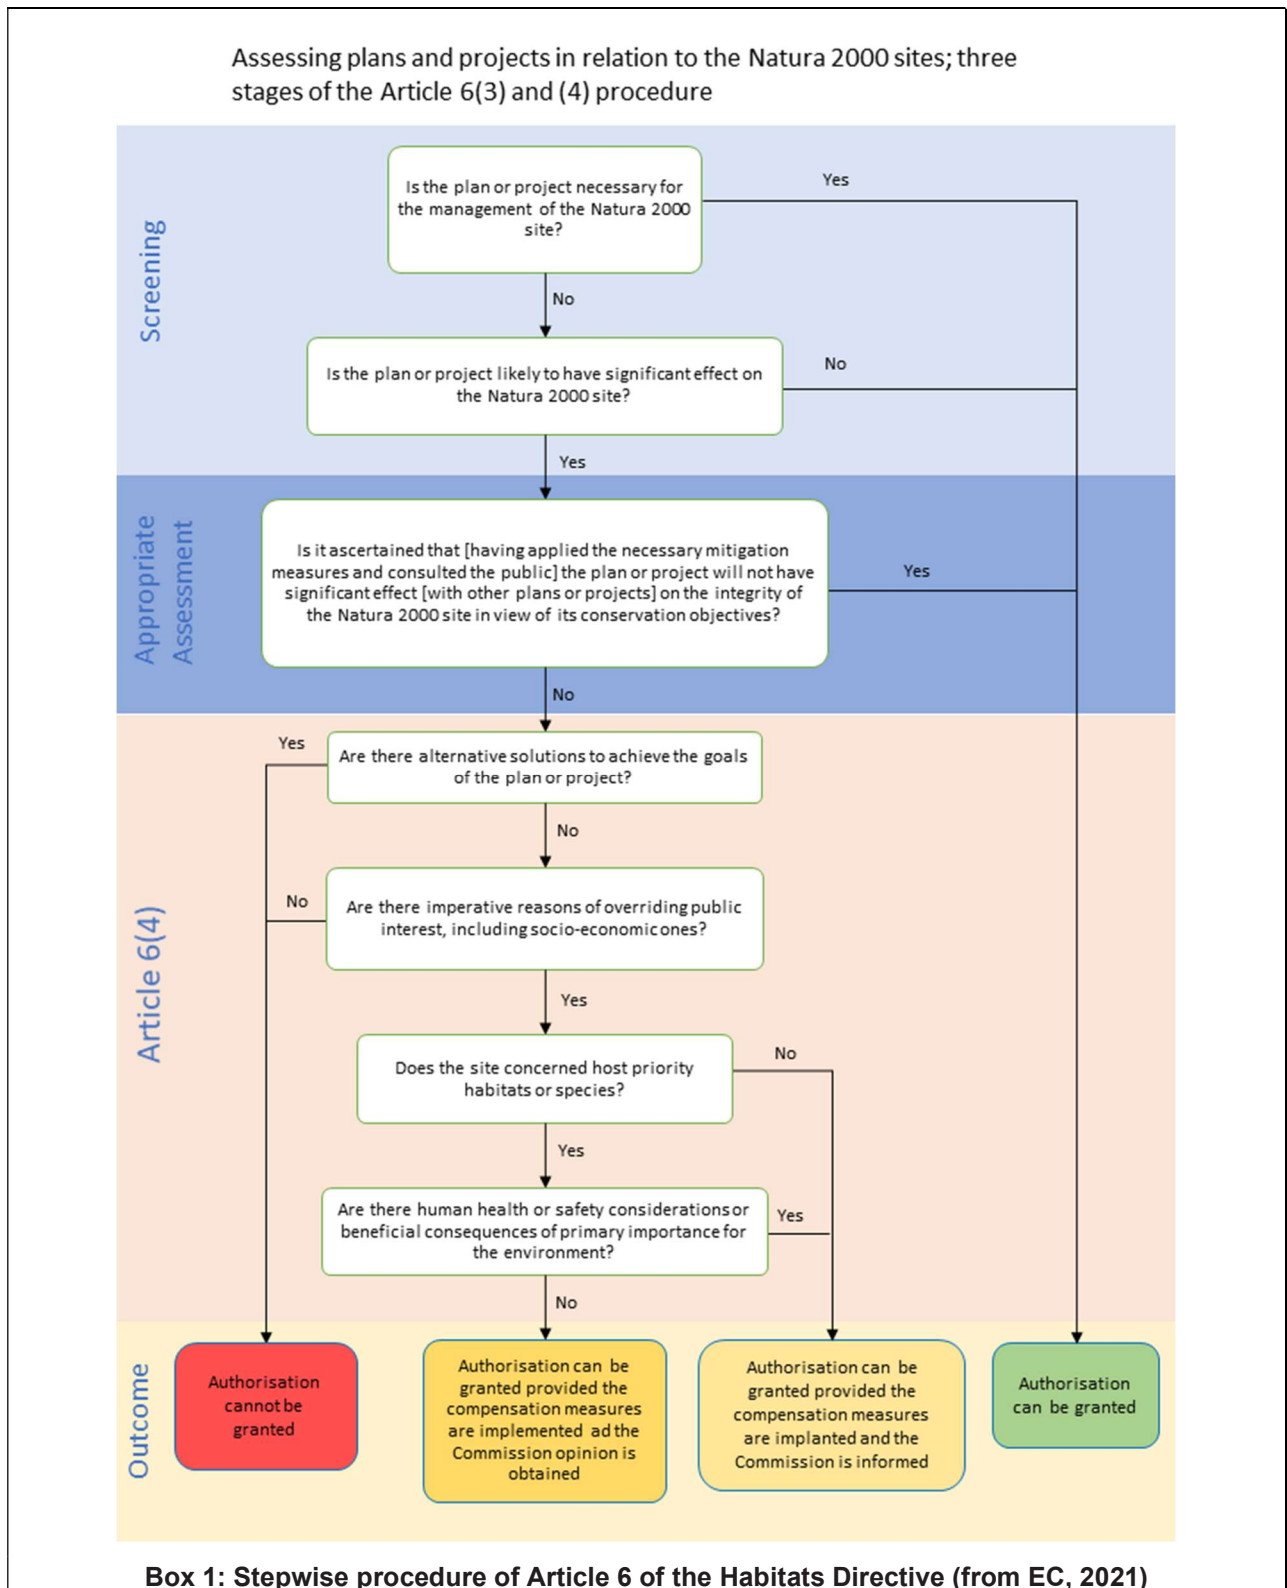 Assessing plans and projects in relation to the Natura 2000 sites; three
stages of the Article 6(3) and (4) procedure
Screening
Is the plan or project necessary for
the management of the Natura 2000
site?
Yes
No
Is the plan or project likely to have significant effect on
the Natura 2000 site?
No
Yes
Appropriate
Assessment
Is it ascertained that [having applied the necessary mitigation
measures and consulted the public] the plan or project will not have
significant effect [with other plans or projects] on the integrity of
the Natura 2000 site in view of its conservation objectives?
Yes
No
Article 6(4)
Yes
Are there alternative solutions to achieve the goals
of the plan or project?
No
No
Are there imperative reasons of overriding public
interest, including socio-economic ones?
Yes
Does the site concerned host priority
habitats or species?
No
Yes
Are there human health or safety considerations or
beneficial consequences of primary importance for
the environment?
Yes
No
Outcome
Authorisation
cannot be
granted
Authorisation can be
granted provided the
compensation measures
are implemented ad the
Commission opinion is
obtained
Authorisation can be
granted provided the
compensation measures
are implanted and the
Commission is informed
Authorisation
can be granted
Box 1: Stepwise procedure of Article 6 of the Habitats Directive (from EC, 2021)